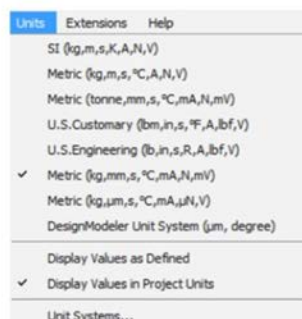 Units Extensions Help
SI (kg,m,s,K,A,N,V)
Metric (kg,m,s,°C,A,N,V)
Metric (tonne,mm,s,°C,mA,N,mV)
U.S.Customary (lbm,in,s,°F,A,lbf,V)
U.S.Engineering (lb,in,s,R,A,lbf,V)
✓ Metric (kg,mm,s,°C,mA,N,mV)
Metric (kg,μm,s,°C,mA,μN,V)
DesignModeler Unit System (μm, degree)
Display Values as Defined
✓ Display Values in Project Units
Unit Systems...